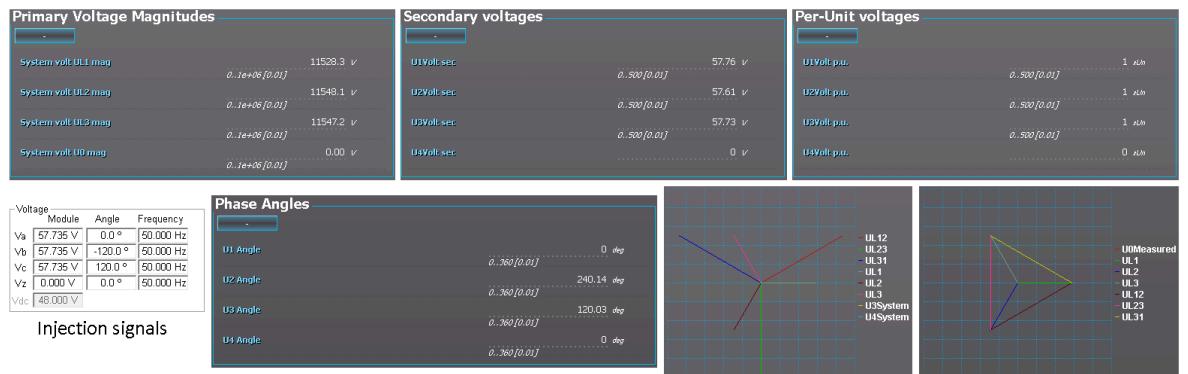 Primary Voltage Magnitudes
-
System volt UL1 mag 11528.3 V
0..1e+06 [0.01]
System volt UL2 mag 11548.1 V
0..1e+06 [0.01]
System volt UL3 mag 11547.2 V
0..1e+06 [0.01]
System volt U0 mag 0.00 V
0..1e+06 [0.01]
Secondary voltages
-
U1Volt sec 57.76 V
0..500 [0.01]
U2Volt sec 57.61 V
0..500 [0.01]
U3Volt sec 57.73 V
0..500 [0.01]
U4Volt sec 0 V
0..500 [0.01]
Per-Unit voltages
-
U1Volt p.u. 1 xUn
0..500 [0.01]
U2Volt p.u. 1 xUn
0..500 [0.01]
U3Volt p.u. 1 xUn
0..500 [0.01]
U4Volt p.u. 0 xUn
0..500 [0.01]
Voltage
Module Angle Frequency
Va 57.735 V 0.0 º 50.000 Hz
Vb 57.735 V -120.0 º 50.000 Hz
Vc 57.735 V 120.0 º 50.000 Hz
Vz 0.000 V 0.0 º 50.000 Hz
Vdc 48.000 V
Injection signals
Phase Angles
-
U1 Angle 0 deg
0..360 [0.01]
U2 Angle 240.14 deg
0..360 [0.01]
U3 Angle 120.03 deg
0..360 [0.01]
U4 Angle 0 deg
0..360 [0.01]
UL12
UL23
UL31
UL1
UL2
UL3
U3System
U4System
U0Measured
UL1
UL2
UL3
UL12
UL23
UL31